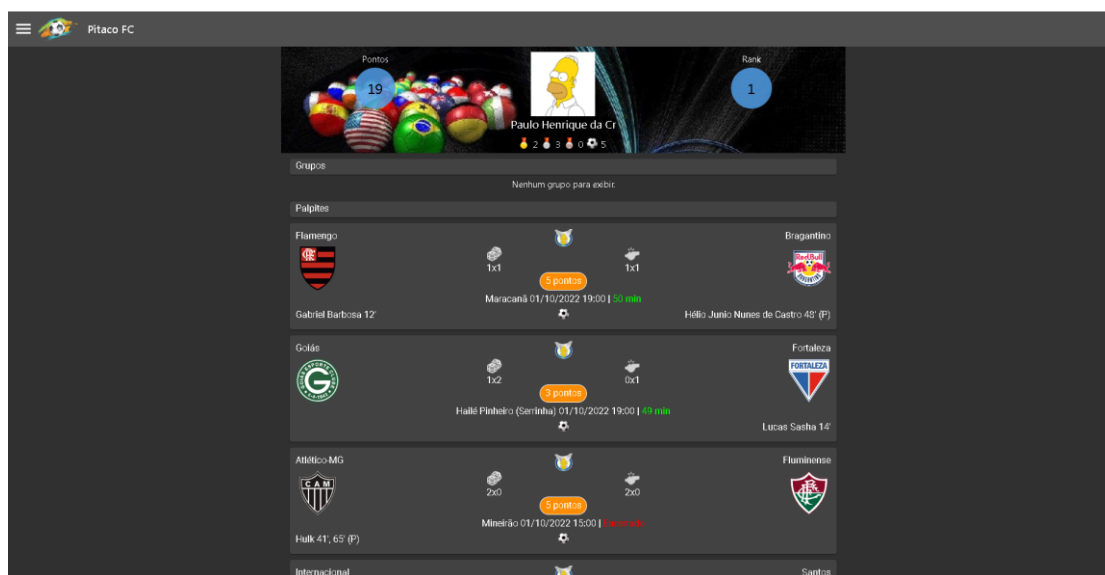 Pitaco FC
Pontos
Rank
19
1
Paulo Henrique da Cr
2 3 0 5
Grupos
Nenhum grupo para exibir.
Palpites
Flamengo
Bragantino
1x1
1x1
5 pontos
Maracanã 01/10/2022 19:00 | 50 min
Gabriel Barbosa 12'
Hélio Junio Nunes de Castro 48' (P)
Goiás
Fortaleza
FORTALEZA
1x2
0x1
3 pontos
Hailé Pinheiro (Serrinha) 01/10/2022 19:00 | 49 min
Lucas Sasha 14'
Atlético-MG
Fluminense
CAM
2x0
2x0
5 pontos
Mineirão 01/10/2022 15:00 |
Hulk 41', 65' (P)
Internacional
Santos